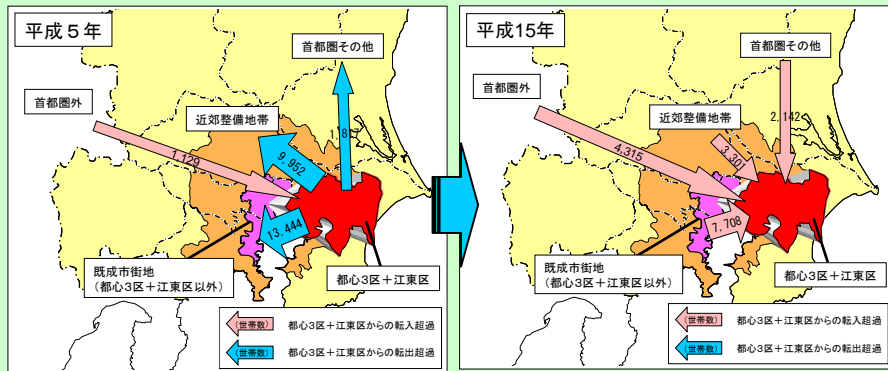 平成５年
首都圏その他
首都圏外
近郊整備地帯
1,129
9,952
13,444
既成市街地
(都心３区＋江東区以外)
都心３区＋江東区
(世帯数) 都心３区＋江東区からの転入超過
(世帯数) 都心３区＋江東区からの転出超過
平成15年
首都圏その他
首都圏外
近郊整備地帯
2,142
4,315
3,301
7,708
既成市街地
(都心３区＋江東区以外)
都心３区＋江東区
(世帯数) 都心３区＋江東区からの転入超過
(世帯数) 都心３区＋江東区からの転出超過